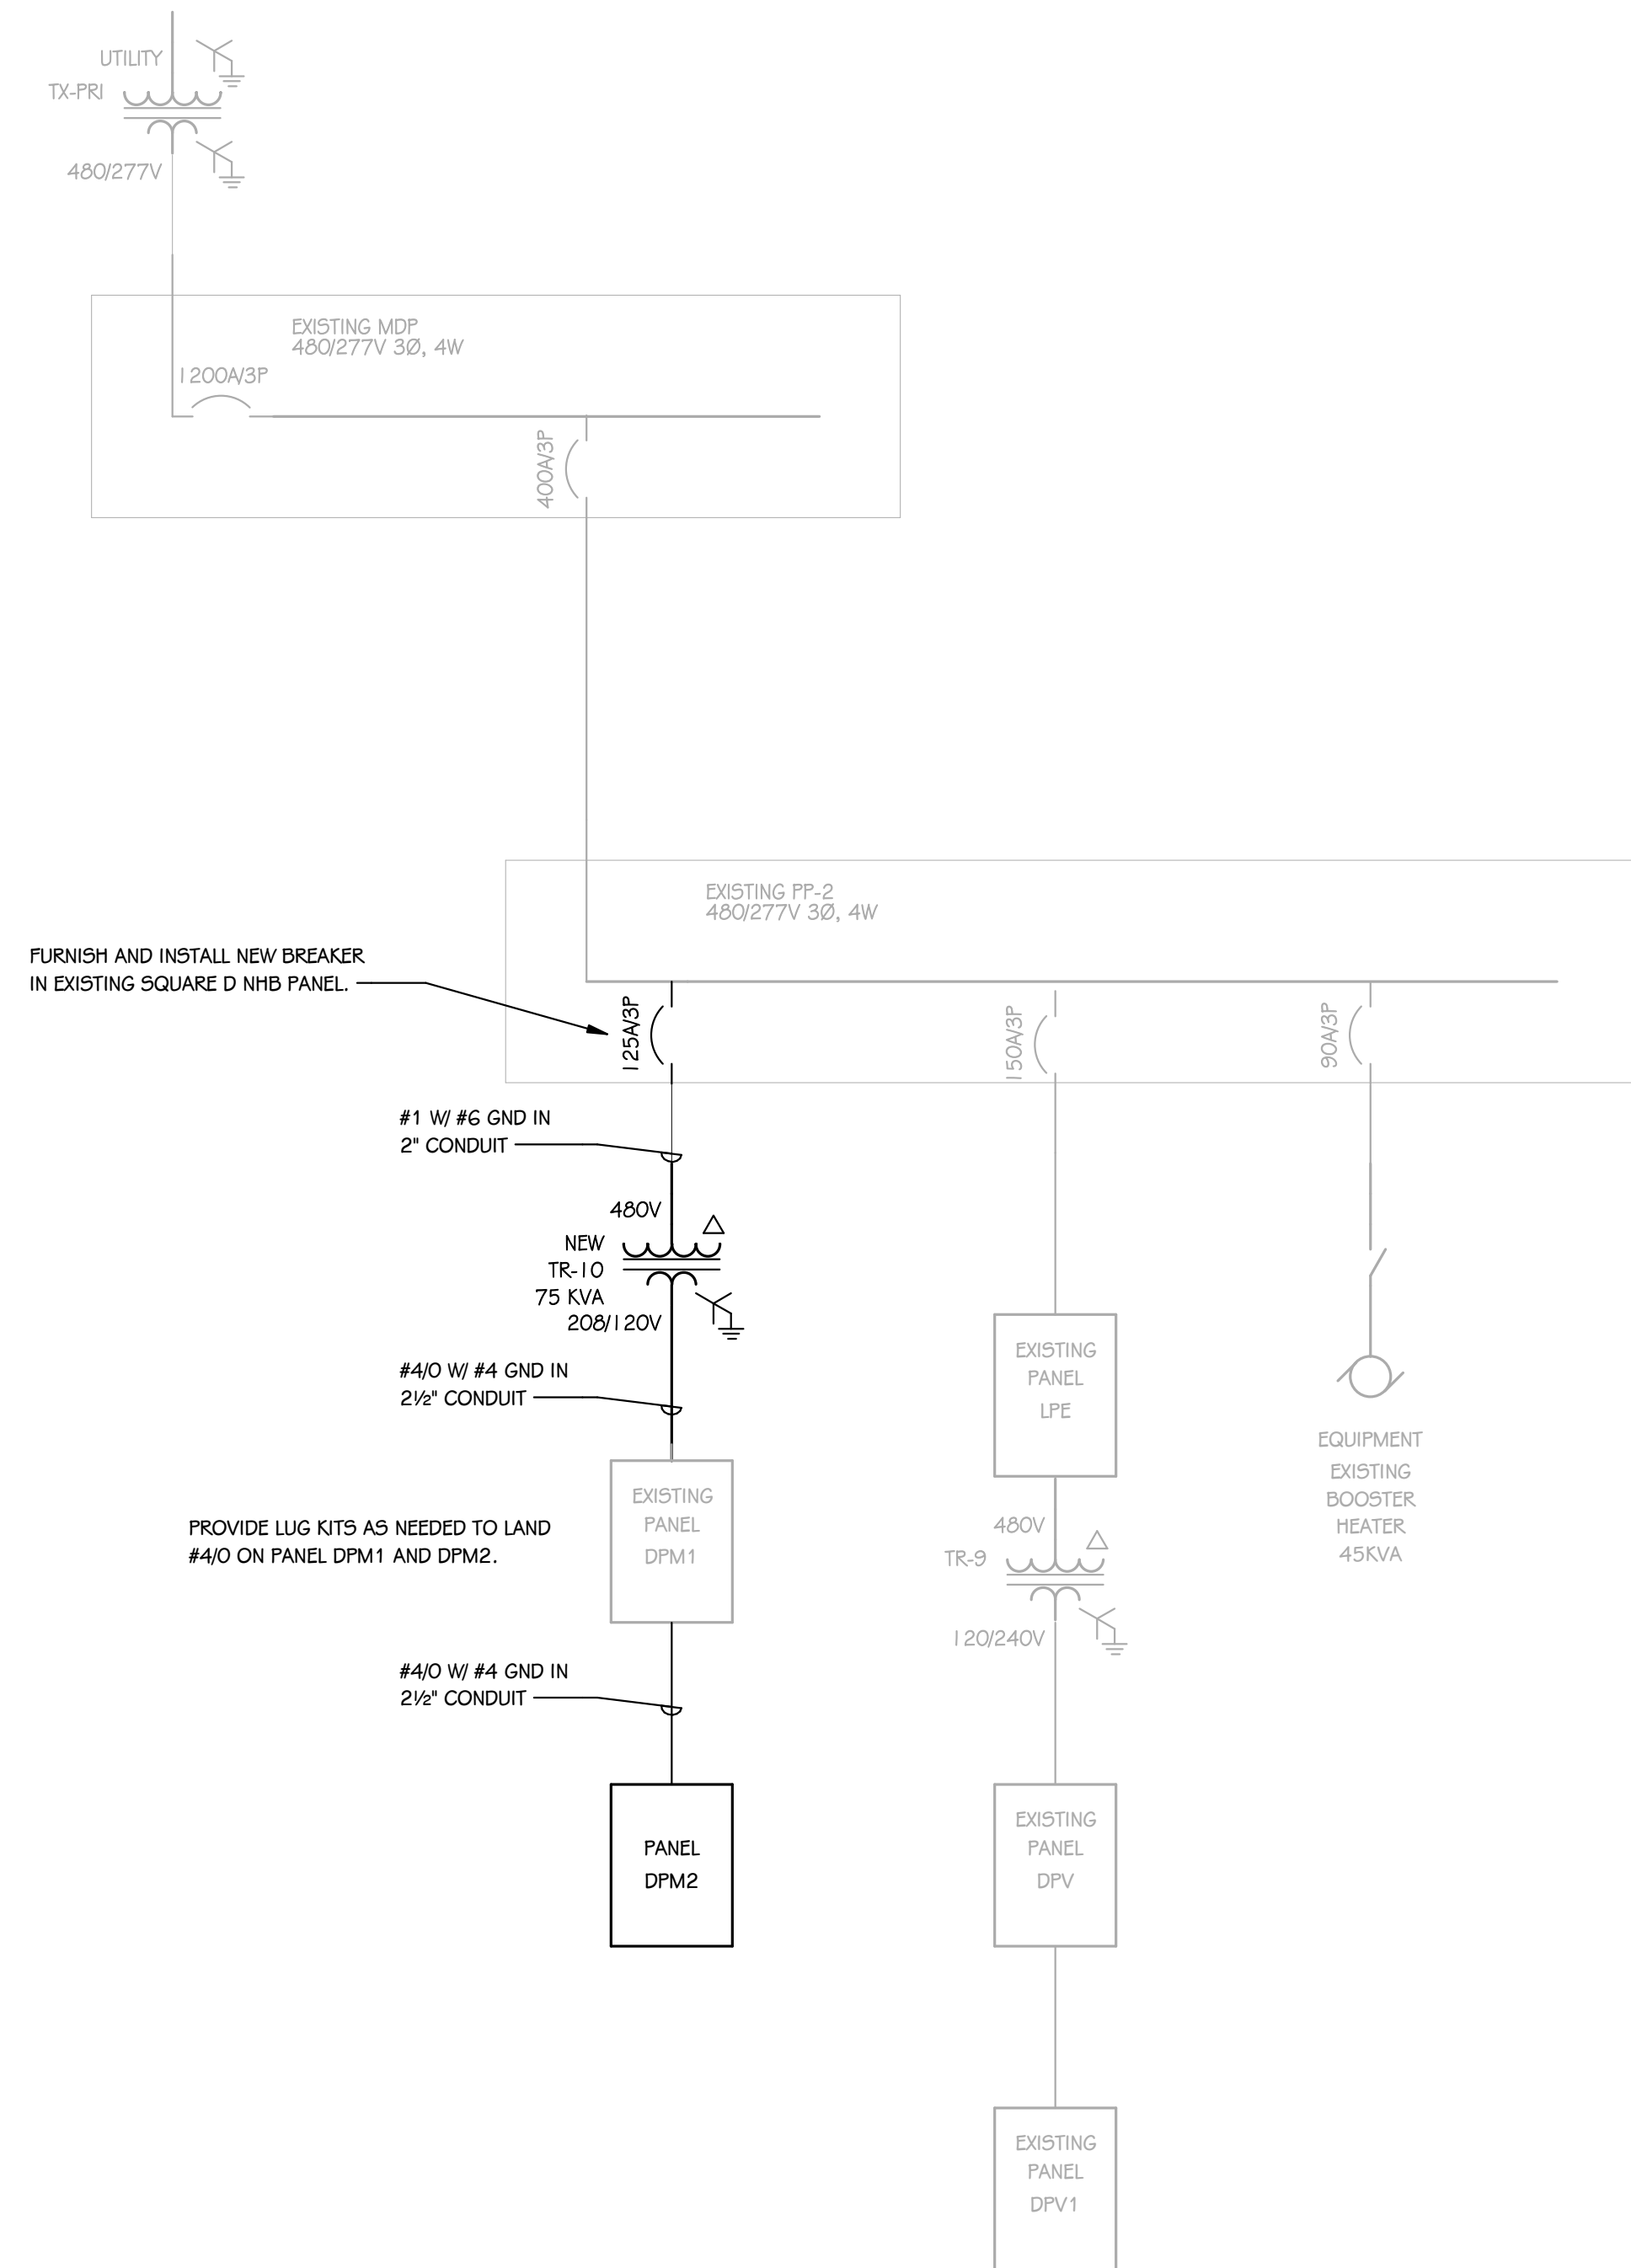 UTILITY
TX-PRI
480/277V
EXISTING MDP
480/277V 3Ø, 4W
1200A/3P
400A/3P
EXISTING PP-2
480/277V 3Ø, 4W
FURNISH AND INSTALL NEW BREAKER
IN EXISTING SQUARE D NHB PANEL.
125A/3P
150A/3P
90A/3P
#1 W/ #6 GND IN
2" CONDUIT
480V
NEW
TR-10
75 KVA
208/120V
#4/0 W/ #4 GND IN
2½" CONDUIT
EXISTING
PANEL
DPM1
PROVIDE LUG KITS AS NEEDED TO LAND
#4/0 ON PANEL DPM1 AND DPM2.
#4/0 W/ #4 GND IN
2½" CONDUIT
PANEL
DPM2
EXISTING
PANEL
LPE
480V
TR-9
120/240V
EXISTING
PANEL
DPV
EXISTING
PANEL
DPV1
EQUIPMENT
EXISTING
BOOSTER
HEATER
45KVA